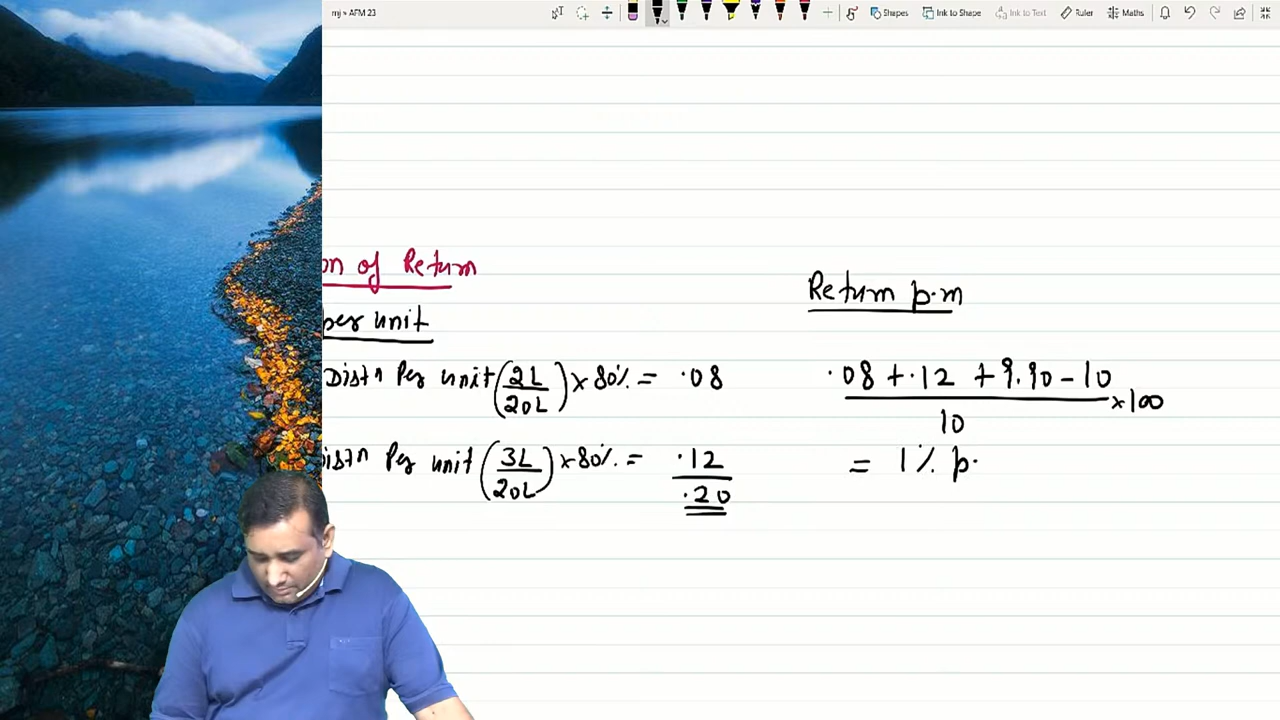 mj » AFM 23
Shapes Ink to Shape Ink to Text Ruler Maths
on of Return
per unit
Distn Per unit (2L/20L) × 80% = .08
istn Per unit (3L/20L) × 80% = .12
.20
Return p.m
.08 + .12 + 9.90 - 10
10
× 100
= 1% p.